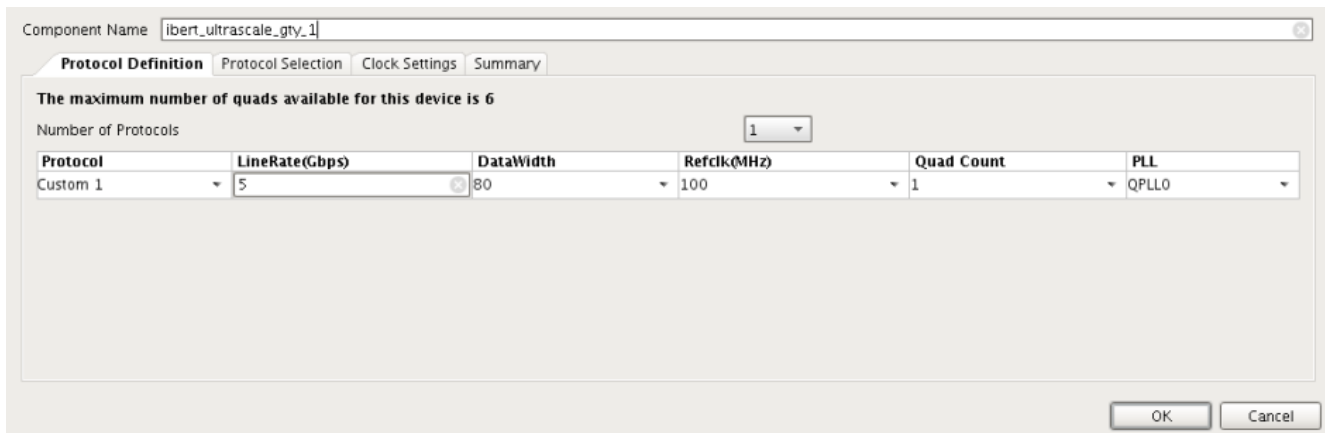 Component Name ibert_ultrascale_gty_1
Protocol Definition Protocol Selection Clock Settings Summary
The maximum number of quads available for this device is 6
Number of Protocols 1
Protocol LineRate(Gbps) DataWidth Refclk(MHz) Quad Count PLL
Custom 1 5 80 100 1 QPLL0
OK Cancel